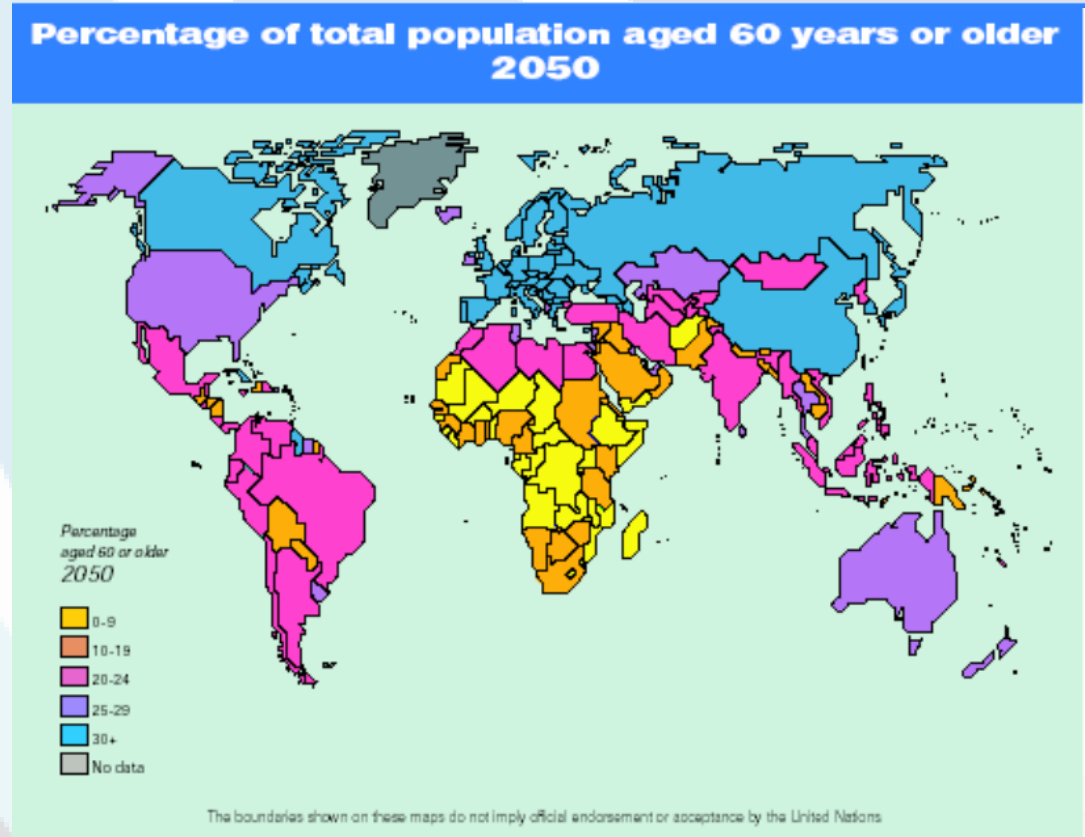 Percentage of total population aged 60 years or older
2050
Percentage
aged 60 or older
2050
0-9
10-19
20-24
25-29
30+
No data
The boundaries shown on these maps do not imply official endorsement or acceptance by the United Nations